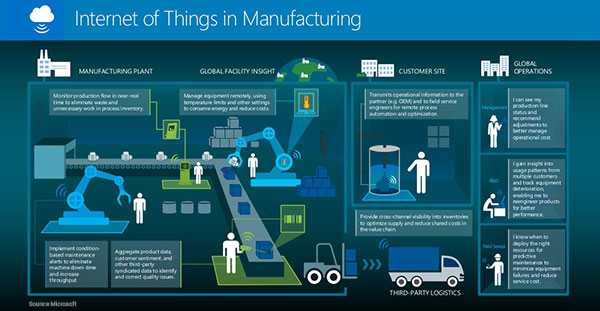 Internet of Things in Manufacturing
MANUFACTURING PLANT
GLOBAL FACILITY INSIGHT
CUSTOMER SITE
GLOBAL
OPERATIONS
Monitor production flow in near-real
time to eliminate waste and
unnecessary work in process inventory.
Manage equipment remotely, using
temperature limits and other settings
to conserve energy and reduce costs.
Transmits operational information to the
partner (e.g. OEM) and to field service
engineers for remote process
automation and optimization.
Management
I can see my
production line
status and
recommend
adjustments to
better manage
operational cost.
R&D
I gain insight into
usage patterns from
multiple customers
and track equipment
deterioration,
enabling me to
reengineer products
for better
performance.
Provide cross-channel visibility into inventories
to optimize supply and reduce shared costs in
the value chain.
Implement condition-
based maintenance
alerts to eliminate
machine down-time
and increase
throughput.
Aggregate product data,
customer sentiment, and
other third-party
syndicated data to identify
and correct quality issues.
Field Service
I know when to
deploy the right
resources for
predictive
maintenance to
minimize equipment
failures and reduce
service cost.
THIRD-PARTY LOGISTICS
Source:e Microsoft